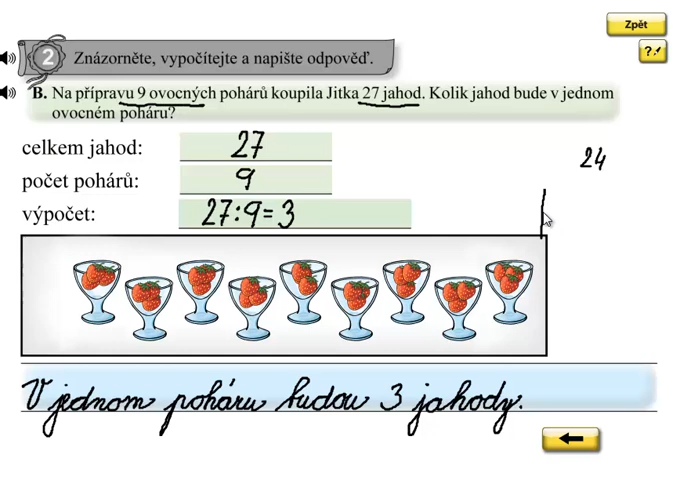 Zpět
?✓
2 Znázorněte, vypočítejte a napište odpověď.
B. Na přípravu 9 ovocných pohárů koupila Jitka 27 jahod. Kolik jahod bude v jednom
ovocném poháru?
celkem jahod: 27
24
počet pohárů: 9
výpočet: 27:9=3
V jednom poháru budou 3 jahody.